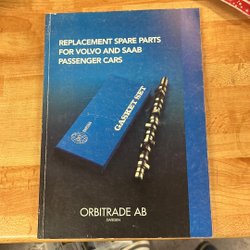 REPLACEMENT SPARE PARTS
FOR VOLVO AND SAAB
PASSENGER CARS
GASKET SET
ORBITRADE AB
SWEDEN